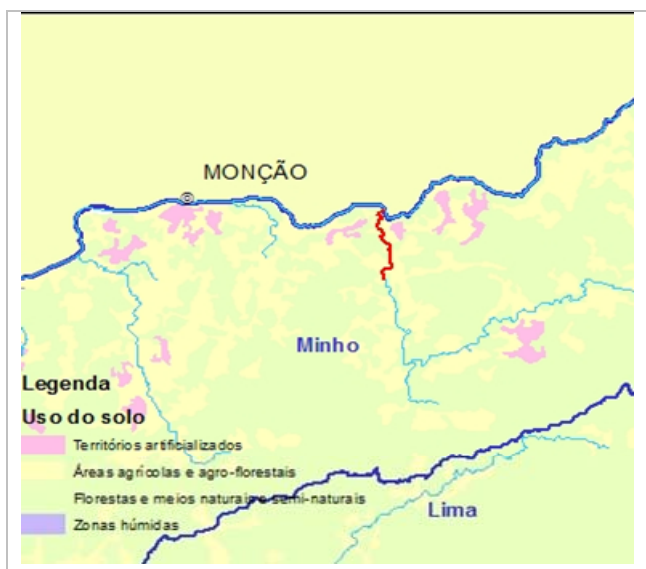 MONÇÃO
Minho
Legenda
Uso do solo
Territórios artificializados
Áreas agrícolas e agro-florestais
Florestas e meios naturais e semi-naturais
Lima
Zonas húmidas